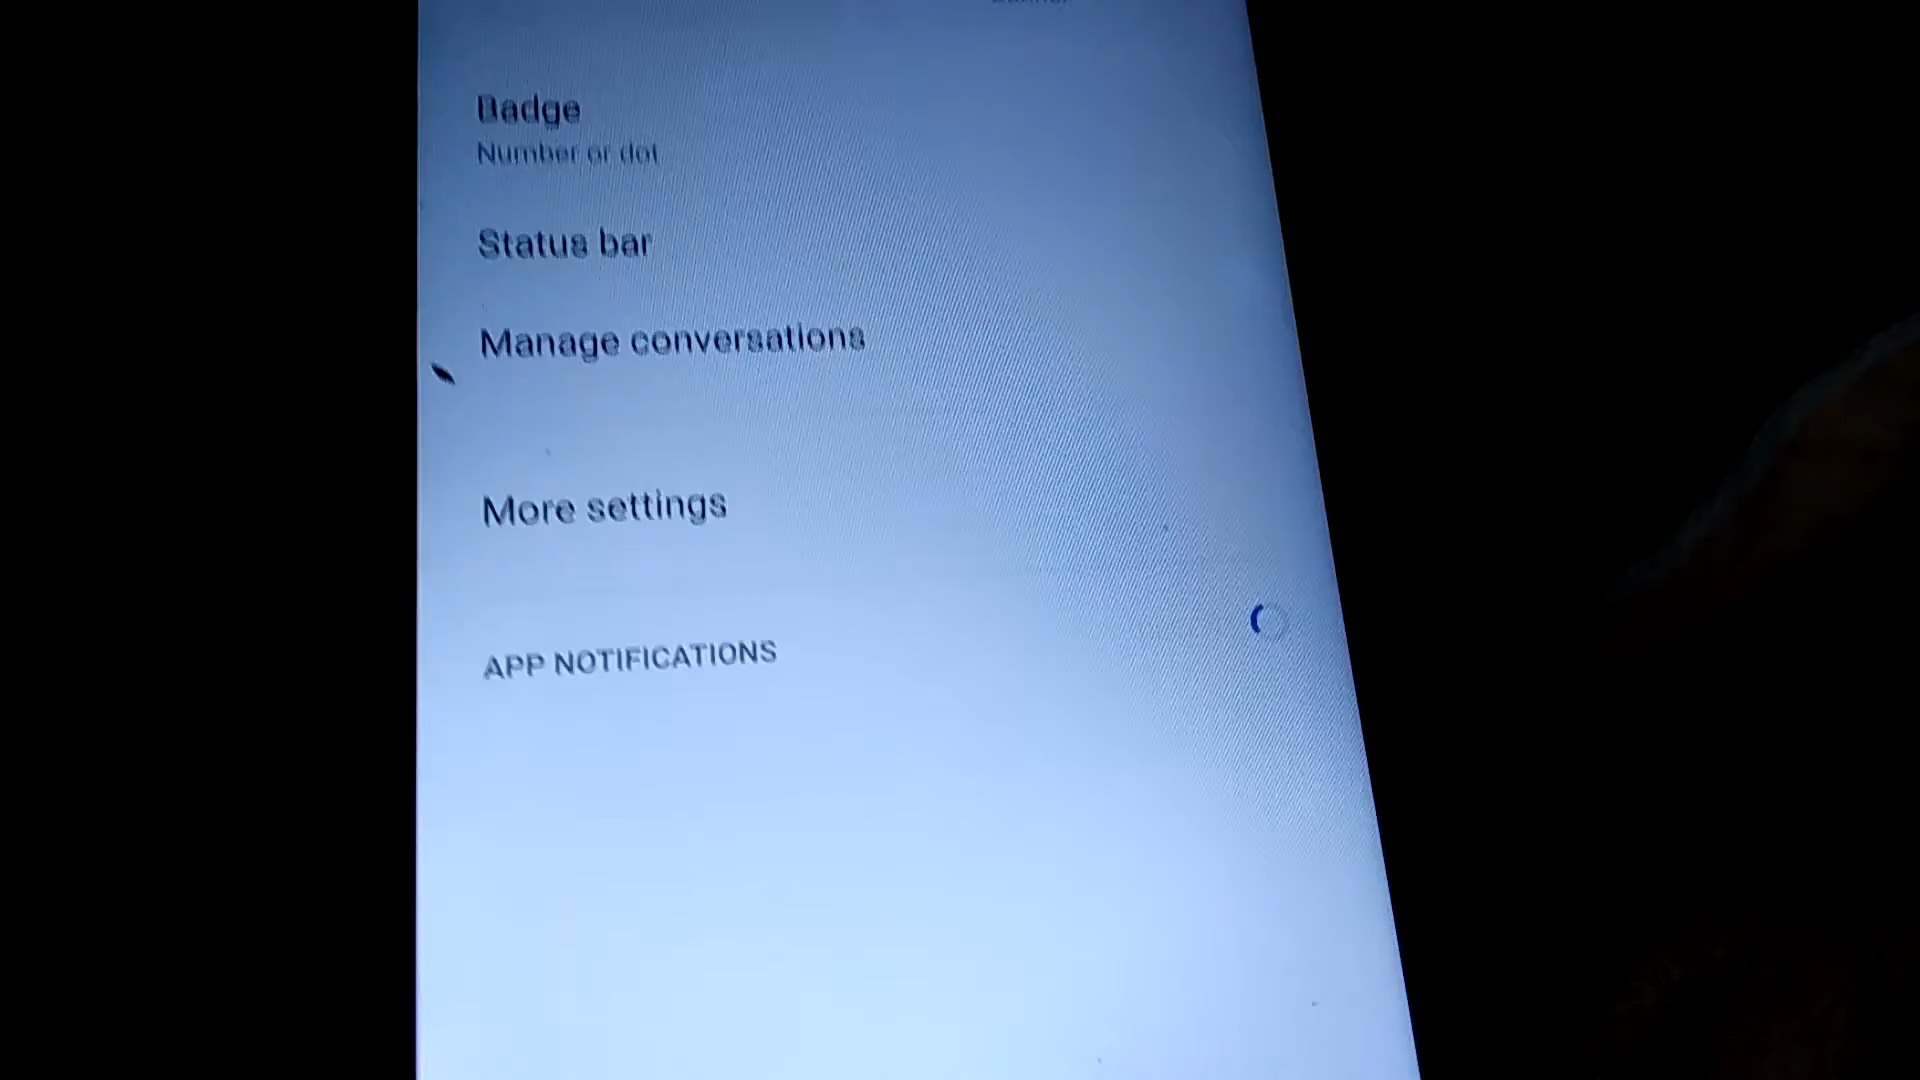 Badge
Number or dot
Status bar
Manage conversations
More settings
APP NOTIFICATIONS